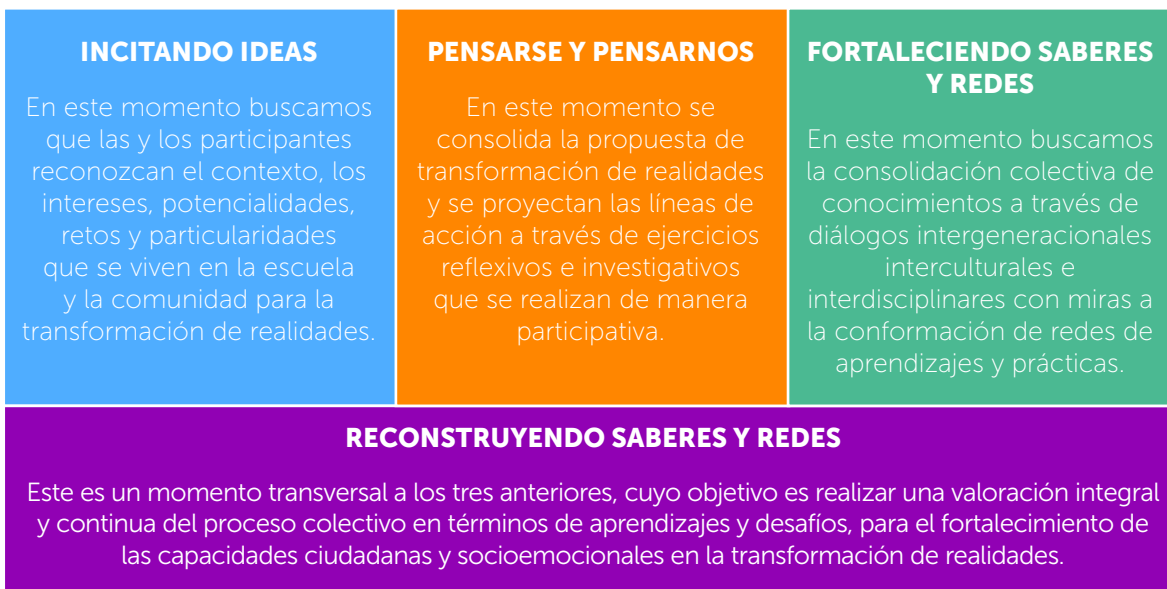 INCITANDO IDEAS
En este momento buscamos
que las y los participantes
reconozcan el contexto, los
intereses, potencialidades,
retos y particularidades
que se viven en la escuela
y la comunidad para la
transformación de realidades.
PENSARSE Y PENSARNOS
En este momento se
consolida la propuesta de
transformación de realidades
y se proyectan las líneas de
acción a través de ejercicios
reflexivos e investigativos
que se realizan de manera
participativa.
FORTALECIENDO SABERES
Y REDES
En este momento buscamos
la consolidación colectiva de
conocimientos a través de
diálogos intergeneracionales
interculturales e
interdisciplinares con miras a
la conformación de redes de
aprendizajes y prácticas.
RECONSTRUYENDO SABERES Y REDES
Este es un momento transversal a los tres anteriores, cuyo objetivo es realizar una valoración integral
y continua del proceso colectivo en términos de aprendizajes y desafíos, para el fortalecimiento de
las capacidades ciudadanas y socioemocionales en la transformación de realidades.